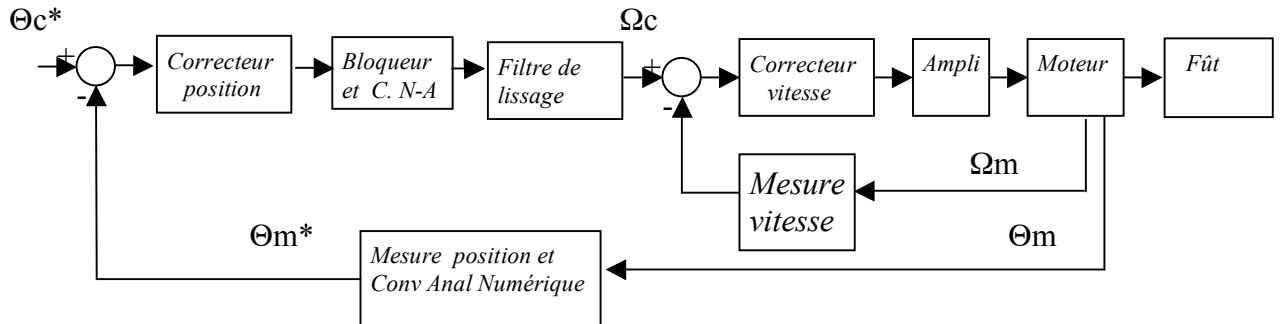 Θc*
+
-
Correcteur
position
Bloqueur
et C. N-A
Filtre de
lissage
Ωc
+
-
Correcteur
vitesse
Ampli
Moteur
Fût
Mesure
vitesse
Ωm
Θm*
Mesure position et
Conv Anal Numérique
Θm